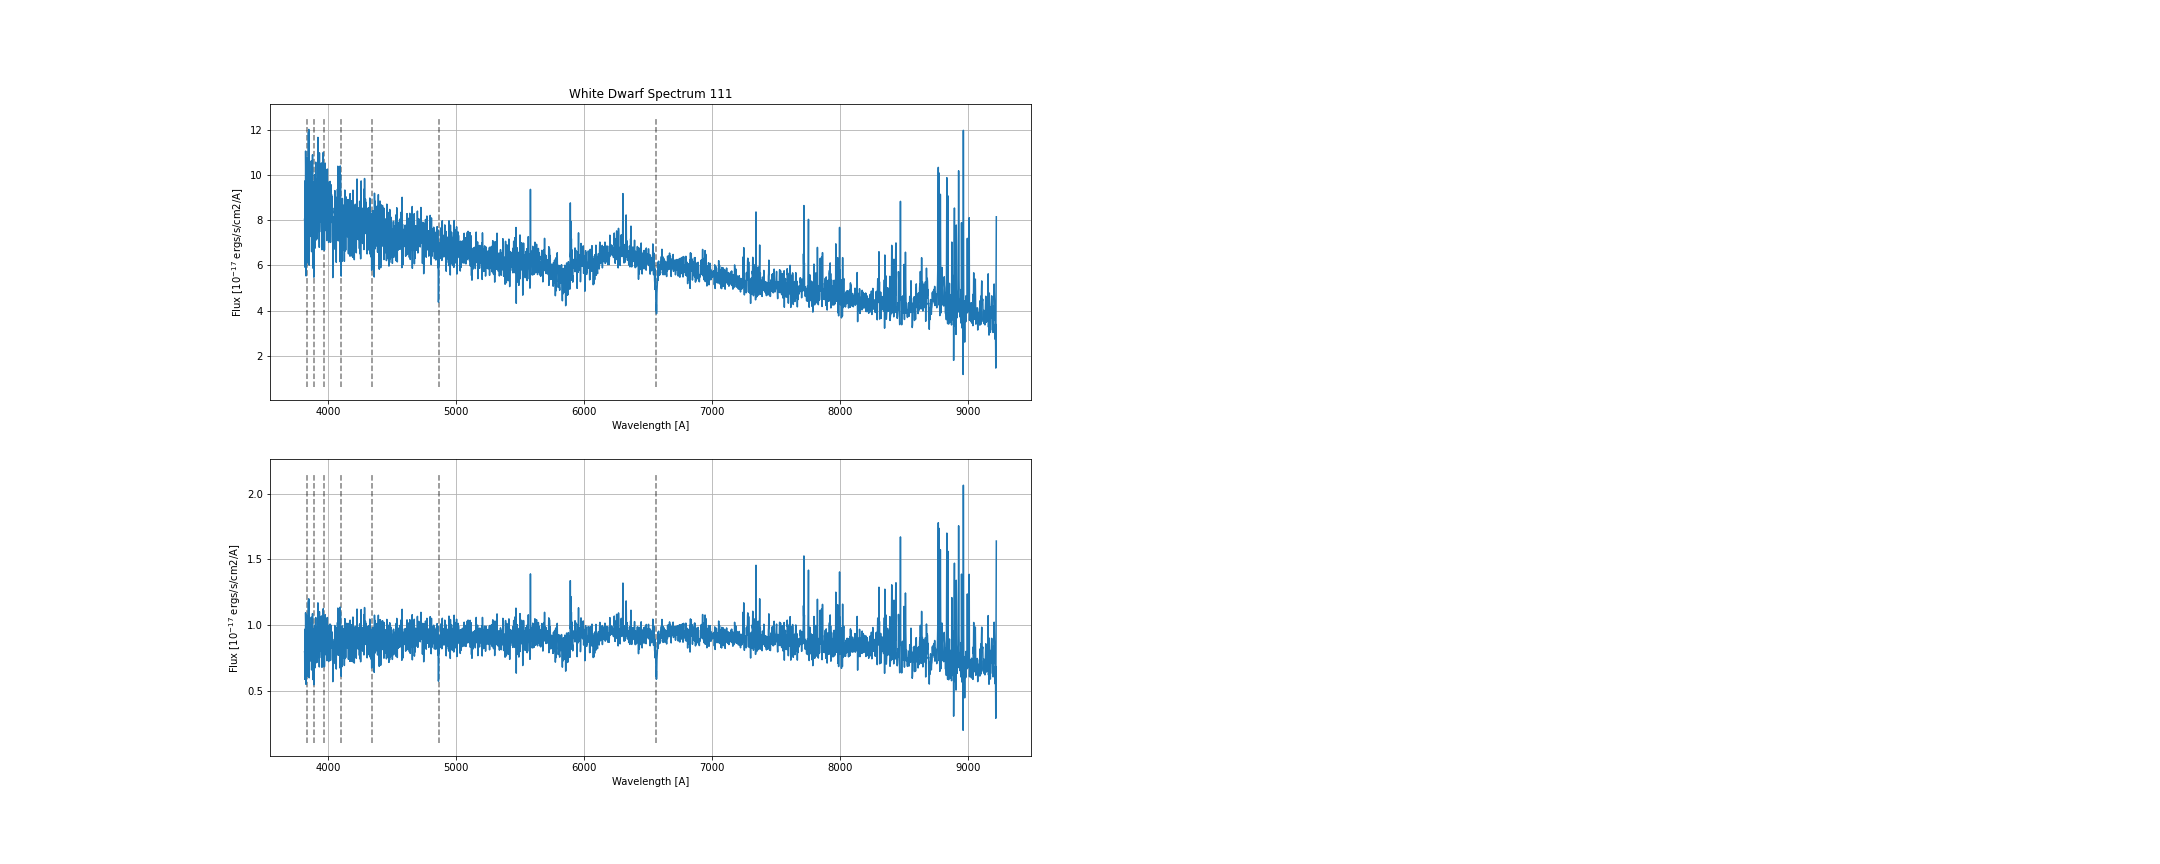 White Dwarf Spectrum 111
12
10
8
6
4
2
Flux [10⁻¹⁷ ergs/s/cm2/A]
4000 5000 6000 7000 8000 9000
Wavelength [A]
2.0
1.5
1.0
0.5
Flux [10⁻¹⁷ ergs/s/cm2/A]
4000 5000 6000 7000 8000 9000
Wavelength [A]